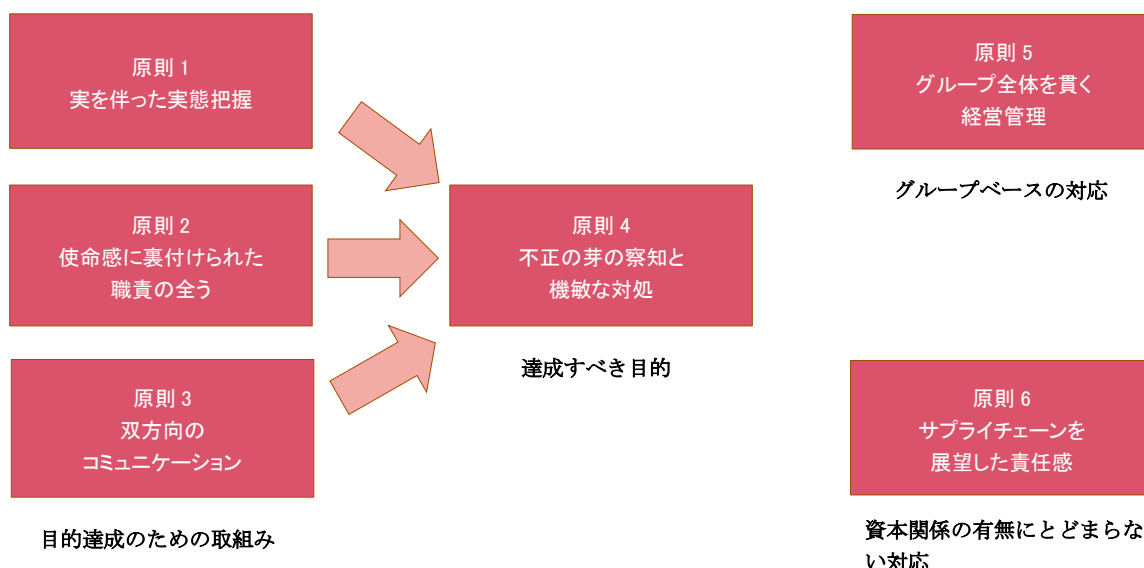 原則 1
実を伴った実態把握
原則 2
使命感に裏付けられた
職責の全う
原則 3
双方向の
コミュニケーション
目的達成のための取組み
原則 4
不正の芽の察知と
機敏な対処
達成すべき目的
原則 5
グループ全体を貫く
経営管理
グループベースの対応
原則 6
サプライチェーンを
展望した責任感
資本関係の有無にとどまらな
い対応